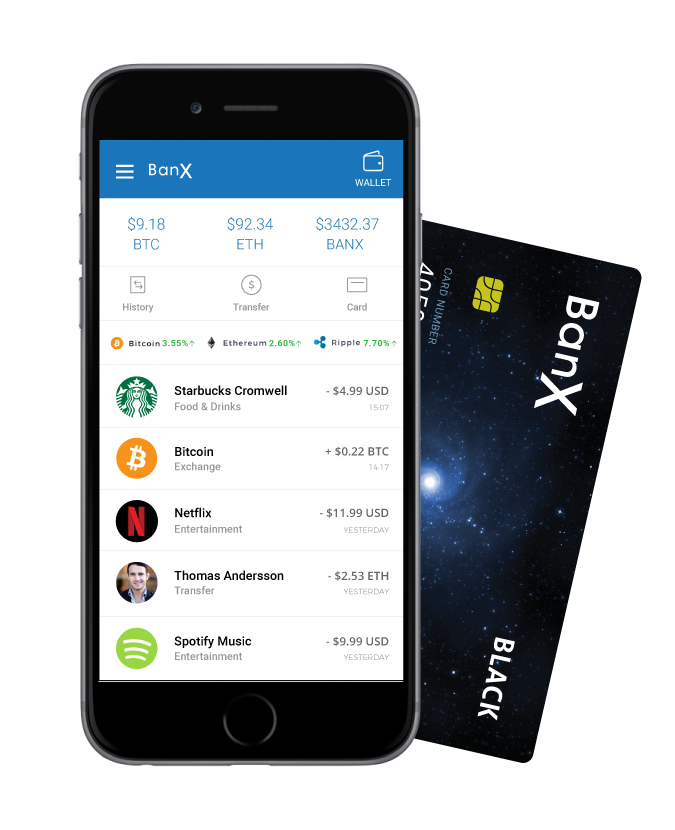 BanX
WALLET
$9.18
BTC
$92.34
ETH
$3432.37
BANX
History
Transfer
Card
Bitcoin 3.55%↑
Ethereum 2.60%↑
Ripple 7.70%↑
Starbucks Cromwell
- $4.99 USD
Food & Drinks
15:07
Bitcoin
+ $0.22 BTC
Exchange
14:17
Netflix
- $11.99 USD
Entertainment
YESTERDAY
Thomas Andersson
- $2.53 ETH
Transfer
YESTERDAY
Spotify Music
- $9.99 USD
Entertainment
YESTERDAY
CARD NUMBER
BanX
BLACK